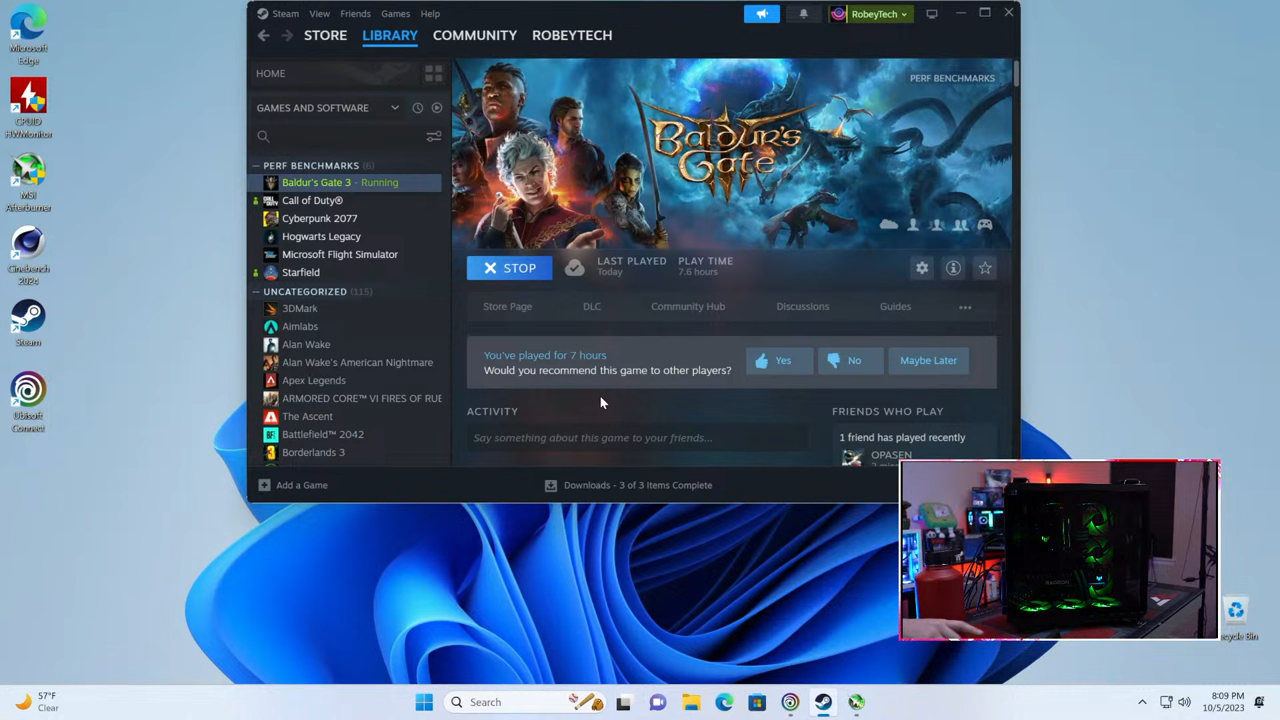 Microsoft
Edge
CPUID
HWMonitor
MSI
Afterburner
Cinebench
2024
Steam
Ubisoft
Connect
Steam View Friends Games Help
RobeyTech
STORE LIBRARY COMMUNITY ROBEYTECH
HOME
GAMES AND SOFTWARE
PERF BENCHMARKS (6)
Baldur's Gate 3 - Running
Call of Duty®
Cyberpunk 2077
Hogwarts Legacy
Microsoft Flight Simulator
Starfield
UNCATEGORIZED (115)
3DMark
Aimlabs
Alan Wake
Alan Wake's American Nightmare
Apex Legends
ARMORED CORE™ VI FIRES OF RUB
The Ascent
Battlefield™ 2042
Borderlands 3
Add a Game
PERF BENCHMARKS
Baldur's
Gate
STOP
LAST PLAYED
Today
PLAY TIME
7.6 hours
Store Page DLC Community Hub Discussions Guides
You've played for 7 hours
Would you recommend this game to other players?
Yes No Maybe Later
ACTIVITY
Say something about this game to your friends...
FRIENDS WHO PLAY
1 friend has played recently
OPASEN
Downloads - 3 of 3 Items Complete
RADEON
ecycle Bin
57°F
Clear
Search
8:09 PM
10/5/2023